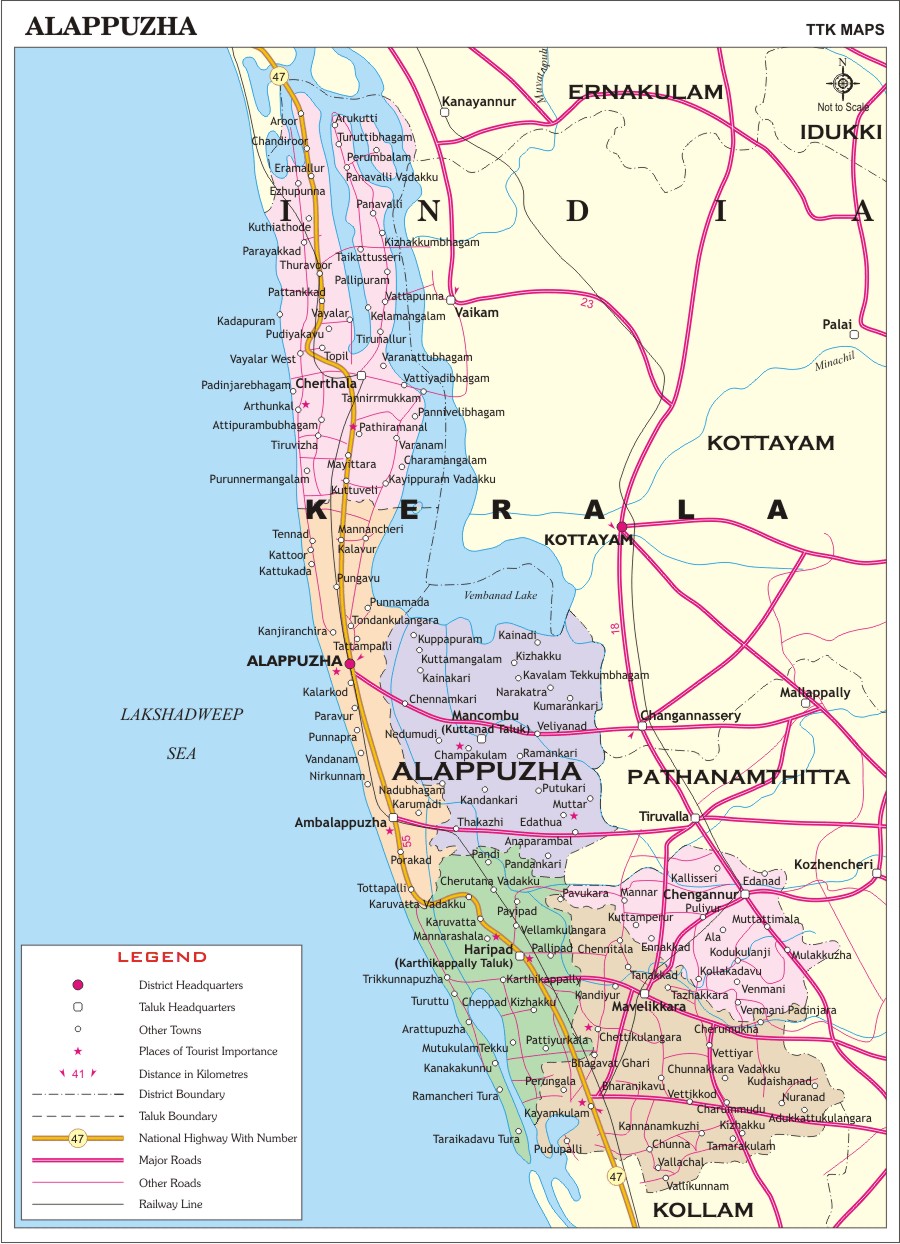 ALAPPUZHA
TTK MAPS
47
N
Not to Scale
Muvattupuli
Kanayannur
ERNAKULAM
IDUKKI
Aroor
Arukutti
Chandiroor
Turuttibhagam
Perumbalam
Eramallur
Panavalli Vadakku
Ezhupunna
Panavalli
I N D I A
Kuthiathode
Kizhakkumbhagam
Parayakkad
Taikattusseri
Thuravoor
Pallipuram
Pattankkad
Vattapunna
Vaikam
23
Kadapuram
Vayalar
Kelamangalam
Pudiyakavu
Tirunallur
Palai
Minachil
Vayalar West
Topil
Varanattubhagam
Padinjarebhagam
Cherthala
Vattiyadibhagam
Arthunkal
Tannirrmukkam
Pannivelibhagam
Attipurambubhagam
Pathiramanal
Tiruvizha
Varanam
KOTTAYAM
Mayittara
Charamangalam
Purunnermangalam
Kayippuram Vadakku
Kuttuveli
K E R A L A
Tennad
Mannancheri
Kattoor
Kalavur
KOTTAYAM
Kattukada
Pungavu
Vembanad Lake
Punnamada
Tondankulangara
18
Kanjiranchira
Tattampalli
Kuppapuram
Kainadi
ALAPPUZHA
Kuttamangalam
Kizhakku
Kainakari
Kavalam Tekkumbhagam
Kalarkod
Narakatra
Mallappally
Chennamkari
Kumarankari
LAKSHADWEEP
SEA
Paravur
Mancombu
(Kuttanad Taluk)
Changannassery
Punnapra
Nedumudi
Veliyanad
Vandanam
Champakulam
Ramankari
Nirkunnam
ALAPPUZHA
PATHANAMTHITTA
Nadubhagam
Putukari
Karumadi
Kandankari
Muttar
Ambalappuzha
Thakazhi
Edathua
Tiruvalla
55
Anaparambal
Porakad
Pandi
Pandankari
Kozhencheri
Tottapalli
Cherutana Vadakku
Kallisseri
Edanad
Karuvatta Vadakku
Pavukara
Mannar
Chengannur
Payipad
Puliyur
Karuvatta
Kuttamperur
Muttattimala
Mannarashala
Vellamkulangara
Ala
Haripad
(Karthikappally Taluk)
Pallipad
Chennitala
Ennakkad
Kodukulanji
Mulakkuzha
Trikkunnapuzha
Karthikappally
Tanakkad
Kollakadavu
Turuttu
Cheppad Kizhakku
Kandiyur
Tazhakkara
Venmani
Mavelikkara
Venmani Padinjara
Arattupuzha
Chettikulangara
Cherumukha
MutukulamTekku
Pattiyurkala
Vettiyar
Kanakakunnu
Bhagavat Ghari
Chunnakkara Vadakku
Perungala
Bharanikavu
Kudaishanad
Ramancheri Tura
Vettikkod
Nuranad
Kayamkulam
Charummudu
Adukkattukulangara
Kannanamkuzhi
Kizhakku
Taraikadavu Tura
Pudupalli
Chunna
Tamarakulam
Vallachal
47
Vallikunnam
KOLLAM
LEGEND
District Headquarters
Taluk Headquarters
Other Towns
Places of Tourist Importance
41 Distance in Kilometres
District Boundary
Taluk Boundary
47 National Highway With Number
Major Roads
Other Roads
Railway Line